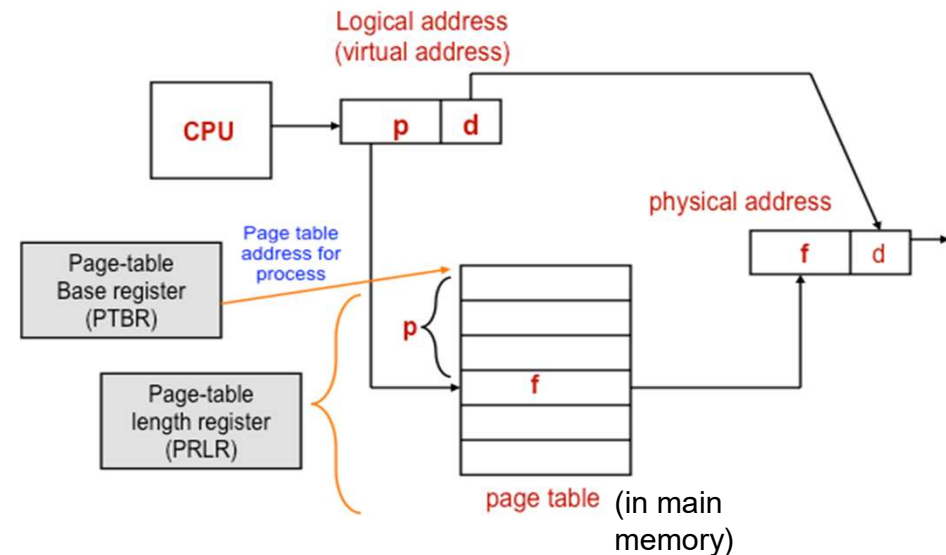 Logical address
(virtual address)
CPU
p
d
physical address
f
d
Page table
address for
process
Page-table
Base register
(PTBR)
p
f
Page-table
length register
(PRLR)
page table
(in main
memory)